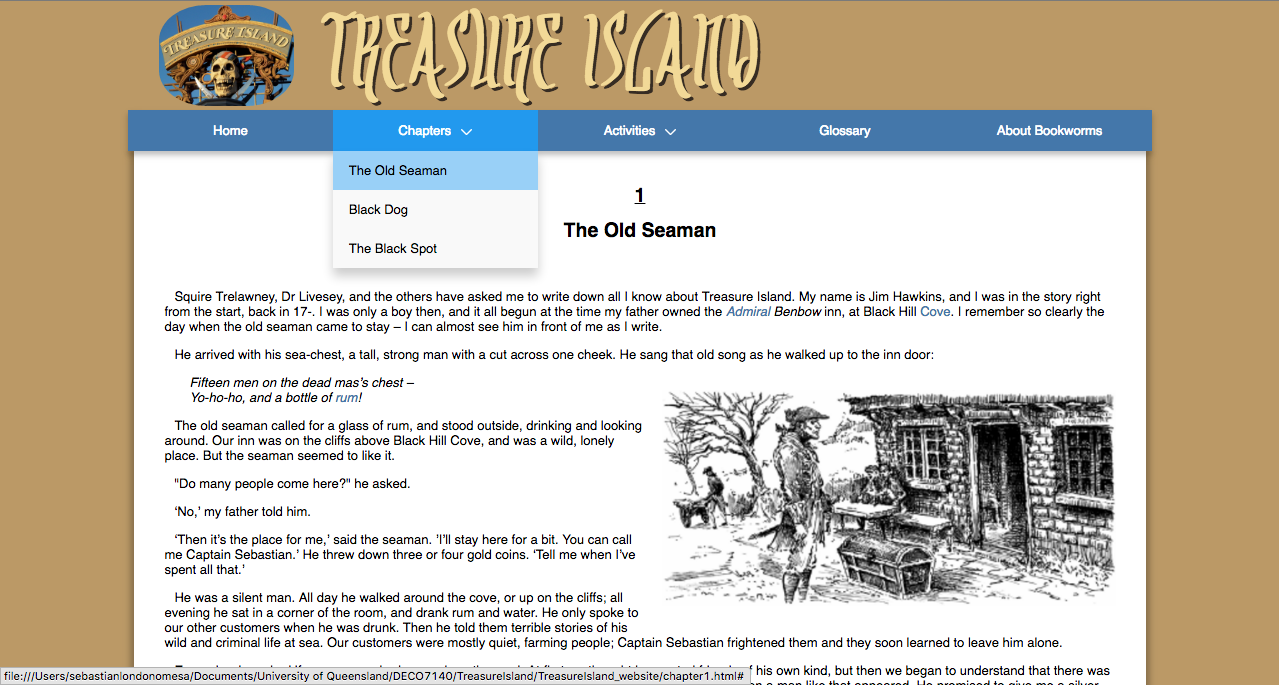 TREASURE ISLAND
TREASURE ISLAND
Home
Chapters
Activities
Glossary
About Bookworms
The Old Seaman
Black Dog
The Black Spot
1
The Old Seaman
Squire Trelawney, Dr Livesey, and the others have asked me to write down all I know about Treasure Island. My name is Jim Hawkins, and I was in the story right
from the start, back in 17-. I was only a boy then, and it all begun at the time my father owned the Admiral Benbow inn, at Black Hill Cove. I remember so clearly the
day when the old seaman came to stay – I can almost see him in front of me as I write.
He arrived with his sea-chest, a tall, strong man with a cut across one cheek. He sang that old song as he walked up to the inn door:
Fifteen men on the dead mas’s chest –
Yo-ho-ho, and a bottle of rum!
The old seaman called for a glass of rum, and stood outside, drinking and looking
around. Our inn was on the cliffs above Black Hill Cove, and was a wild, lonely
place. But the seaman seemed to like it.
"Do many people come here?" he asked.
‘No,’ my father told him.
‘Then it’s the place for me,’ said the seaman. ’I’ll stay here for a bit. You can call
me Captain Sebastian.’ He threw down three or four gold coins. ‘Tell me when I’ve
spent all that.’
He was a silent man. All day he walked around the cove, or up on the cliffs; all
evening he sat in a corner of the room, and drank rum and water. He only spoke to
our other customers when he was drunk. Then he told them terrible stories of his
wild and criminal life at sea. Our customers were mostly quiet, farming people; Captain Sebastian frightened them and they soon learned to leave him alone.
of his own kind, but then we began to understand that there was
a man like that appeared. He promised to give me a silver
file:///Users/sebastianlondonomesa/Documents/University of Queensland/DECO7140/TreasureIsland/TreasureIsland_website/chapter1.html#